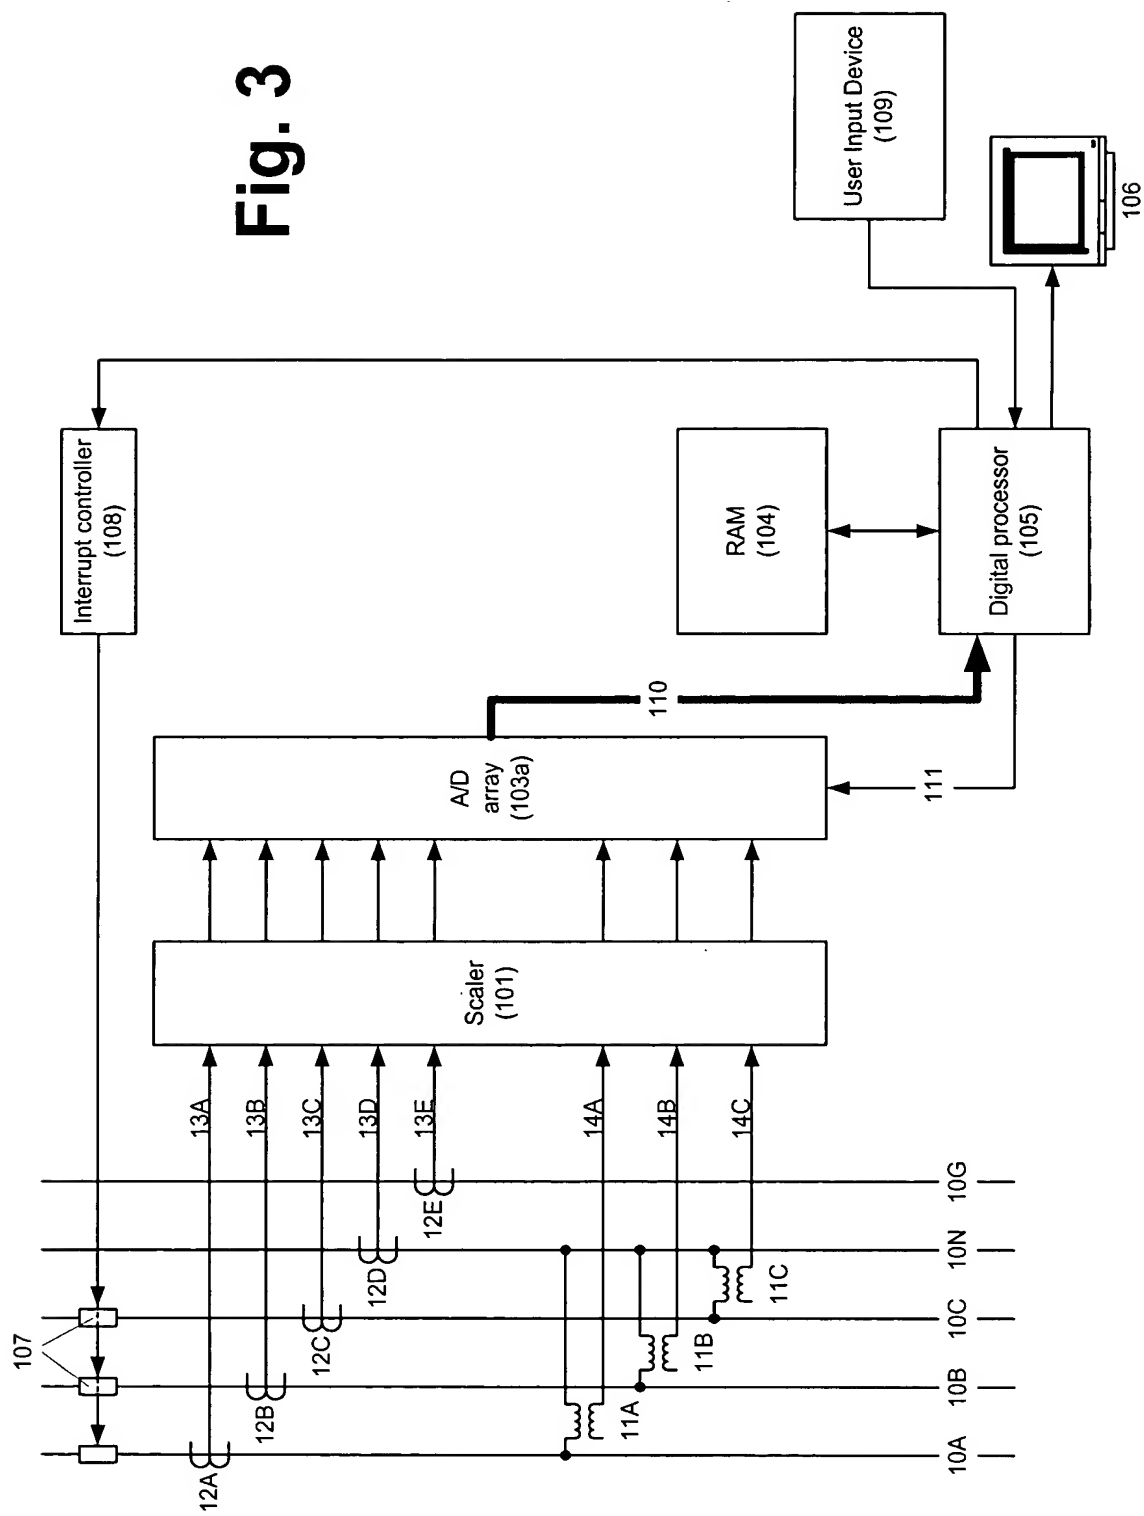 Fig. 3
User Input Device
(109)
106
Interrupt controller
(108)
RAM
(104)
Digital processor
(105)
110
111
A/D
array
(103a)
Scaler
(101)
13A
13B
13C
13D
13E
14A
14B
14C
107
12A
12B
12C
12D
12E
11A
11B
11C
10A
10B
10C
10N
10G